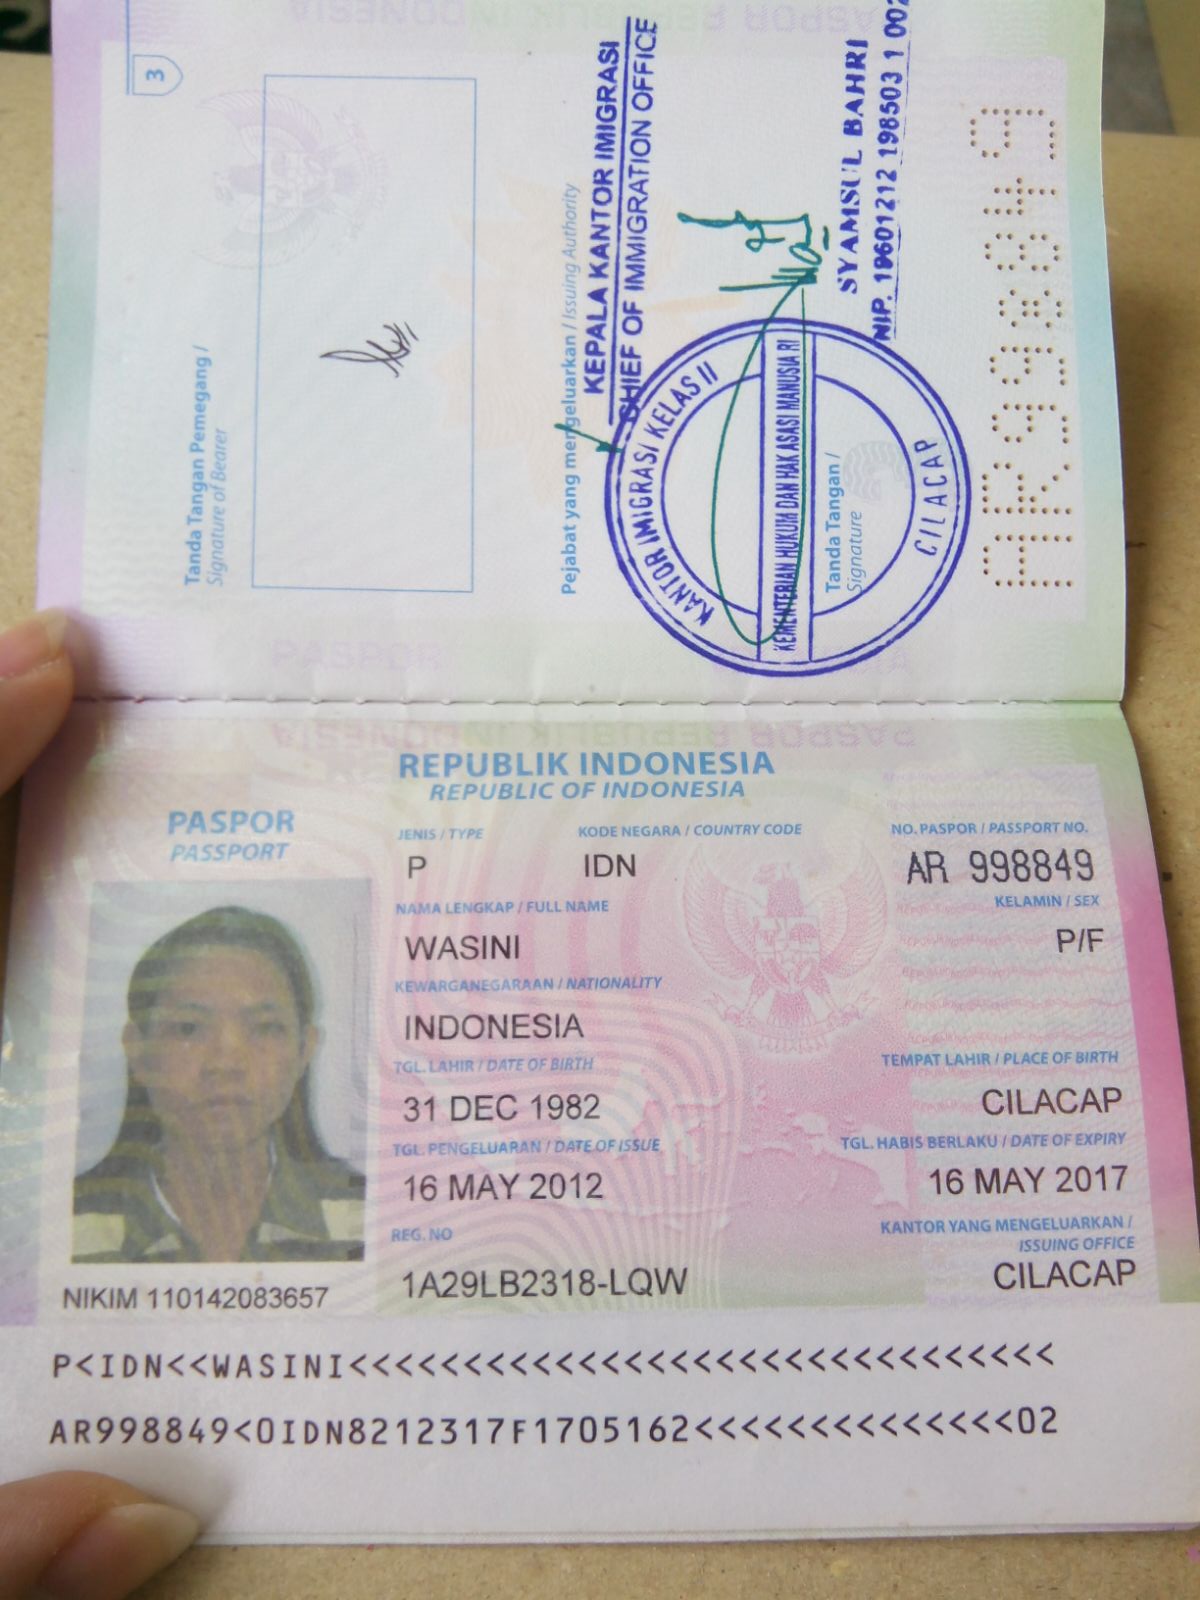 3
Tanda Tangan Pemegang /
Signature of Bearer
Pejabat yang mengeluarkan / Issuing Authority
KEPALA KANTOR IMIGRASI
CHIEF OF IMMIGRATION OFFICE
KANTOR IMIGRASI KELAS II
KEMENTERIAN HUKUM DAN HAK ASASI MANUSIA RI
CILACAP
Tanda Tangan /
Signature
SYAMSUL BAHRI
NIP. 19601212 198503 1 002
AR998849
PASPOR REPUBLIK INDONESIA
REPUBLIK INDONESIA
REPUBLIC OF INDONESIA
PASPOR
PASSPORT
JENIS / TYPE KODE NEGARA / COUNTRY CODE NO. PASPOR / PASSPORT NO.
P IDN AR 998849
NAMA LENGKAP / FULL NAME KELAMIN / SEX
WASINI P/F
KEWARGANEGARAAN / NATIONALITY
INDONESIA
TGL. LAHIR / DATE OF BIRTH TEMPAT LAHIR / PLACE OF BIRTH
31 DEC 1982 CILACAP
TGL. PENGELUARAN / DATE OF ISSUE TGL. HABIS BERLAKU / DATE OF EXPIRY
16 MAY 2012 16 MAY 2017
REG. NO KANTOR YANG MENGELUARKAN /
ISSUING OFFICE
1A29LB2318-LQW CILACAP
NIKIM 110142083657
P<IDN<<WASINI<<<<<<<<<<<<<<<<<<<<<<<<<<<<<<<
AR998849<0IDN8212317F1705162<<<<<<<<<<<<<<02